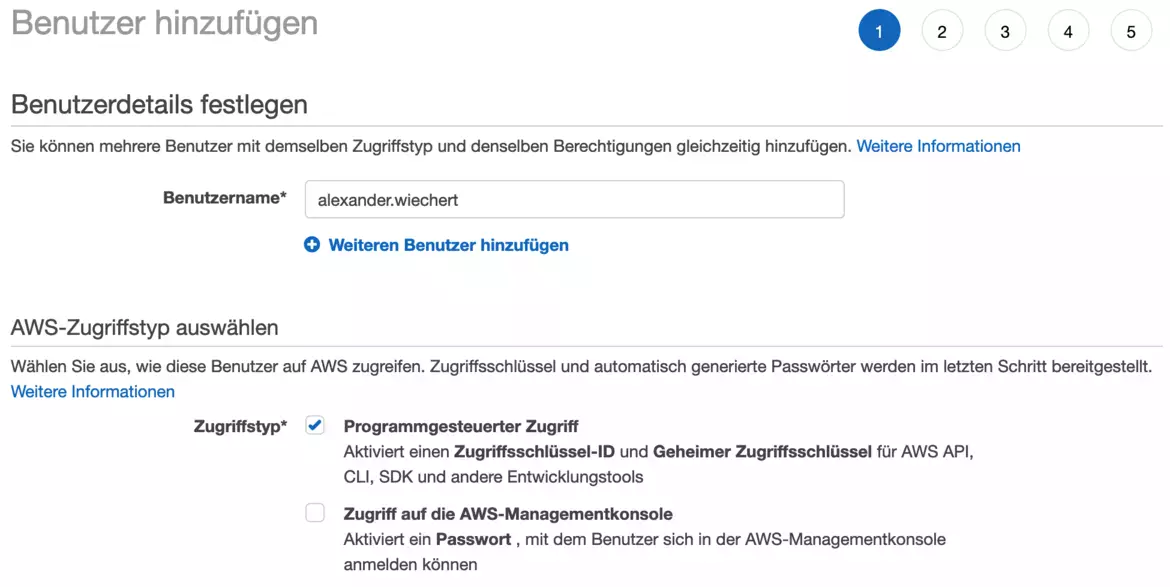 Benutzer hinzufügen
1 2 3 4 5
Benutzerdetails festlegen
Sie können mehrere Benutzer mit demselben Zugriffstyp und denselben Berechtigungen gleichzeitig hinzufügen. Weitere Informationen
Benutzername* alexander.wiechert
Weiteren Benutzer hinzufügen
AWS-Zugriffstyp auswählen
Wählen Sie aus, wie diese Benutzer auf AWS zugreifen. Zugriffsschlüssel und automatisch generierte Passwörter werden im letzten Schritt bereitgestellt.
Weitere Informationen
Zugriffstyp* Programmgesteuerter Zugriff
Aktiviert einen Zugriffsschlüssel-ID und Geheimer Zugriffsschlüssel für AWS API,
CLI, SDK und andere Entwicklungstools
Zugriff auf die AWS-Managementkonsole
Aktiviert ein Passwort , mit dem Benutzer sich in der AWS-Managementkonsole
anmelden können